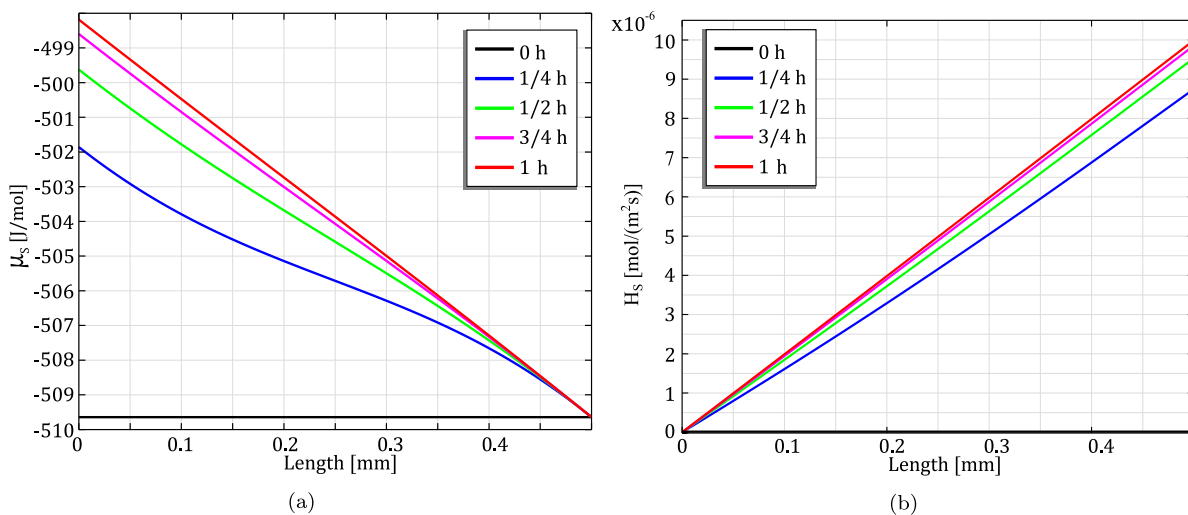 -499
-500
-501
-502
-503
-504
-505
-506
-507
-508
-509
-510
μS [J/mol]
0 0.1 0.2 0.3 0.4
Length [mm]
0 h
1/4 h
1/2 h
3/4 h
1 h
(a)
x10-6
10
9
8
7
6
5
4
3
2
1
0
HS [mol/(m2s)]
0 0.1 0.2 0.3 0.4
Length [mm]
0 h
1/4 h
1/2 h
3/4 h
1 h
(b)